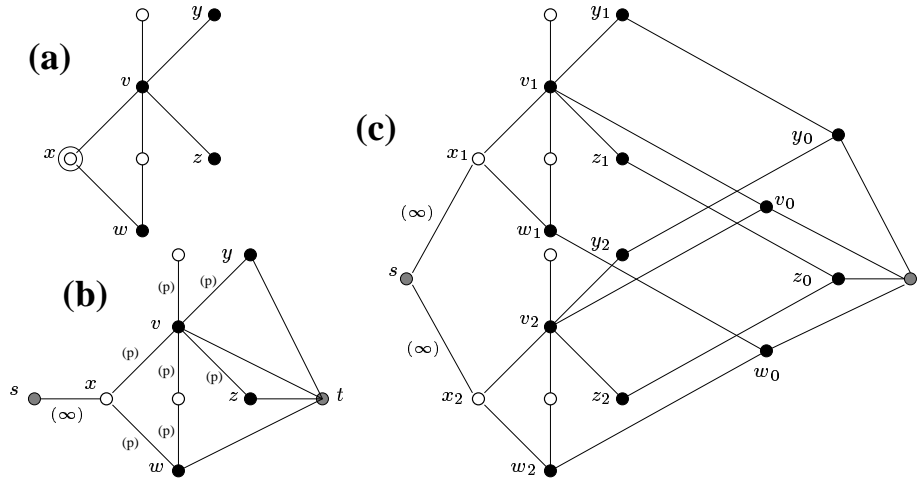 (a)
y
v
x
z
w
(b)
y
(p)
(p)
v
(p)
(p)
(p)
s
x
z
t
(∞)
(p)
(p)
w
(c)
y₁
v₁
y₀
x₁
z₁
v₀
(∞)
w₁
y₂
s
z₀
v₂
(∞)
w₀
x₂
z₂
w₂